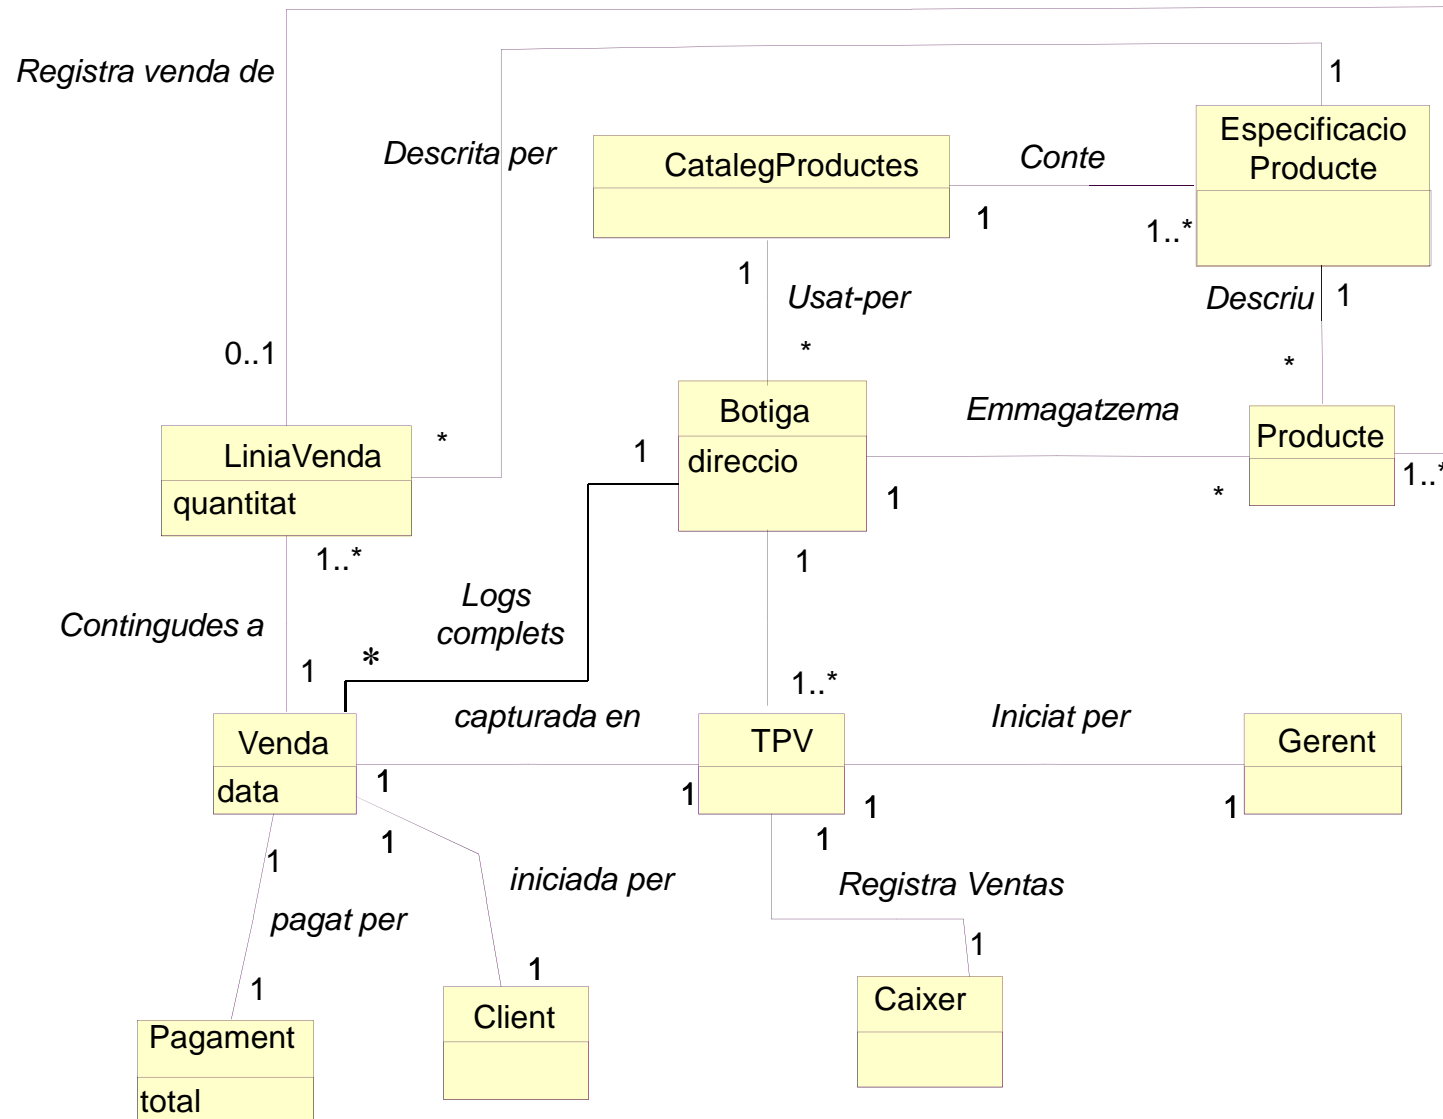 Registra venda de
1
Especificacio
Producte
Descrita per
CatalegProductes
Conte
1
1..*
1
Usat-per
Descriu
1
0..1
*
*
Botiga
direccio
Emmagatzema
Producte
LiniaVenda
quantitat
*
1
1
*
1..*
1..*
1
Logs
complets
Contingudes a
1
*
1..*
capturada en
Iniciat per
Venda
data
TPV
Gerent
1
1
1
1
1
1
1
iniciada per
Registra Ventas
pagat per
1
1
1
Caixer
Client
Pagament
total